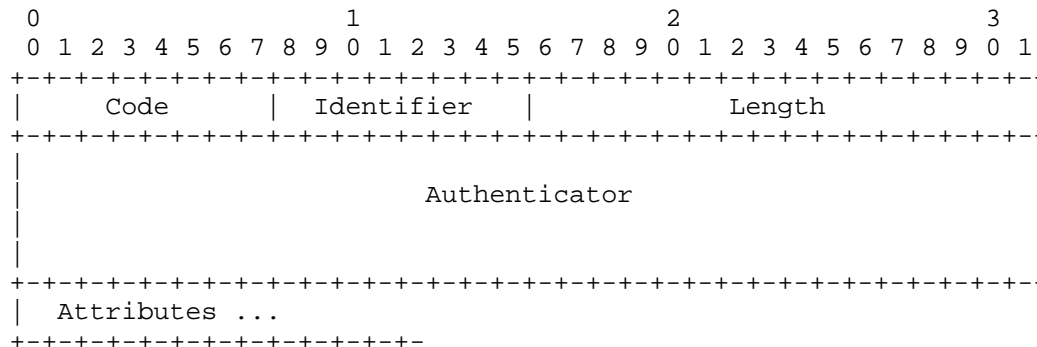 0                   1                   2                   3
 0 1 2 3 4 5 6 7 8 9 0 1 2 3 4 5 6 7 8 9 0 1 2 3 4 5 6 7 8 9 0 1
+-+-+-+-+-+-+-+-+-+-+-+-+-+-+-+-+-+-+-+-+-+-+-+-+-+-+-+-+-+-+-+-
|     Code      |  Identifier   |            Length
+-+-+-+-+-+-+-+-+-+-+-+-+-+-+-+-+-+-+-+-+-+-+-+-+-+-+-+-+-+-+-+-
|
|                         Authenticator
|
|
+-+-+-+-+-+-+-+-+-+-+-+-+-+-+-+-+-+-+-+-+-+-+-+-+-+-+-+-+-+-+-+-
|  Attributes ...
+-+-+-+-+-+-+-+-+-+-+-+-+-